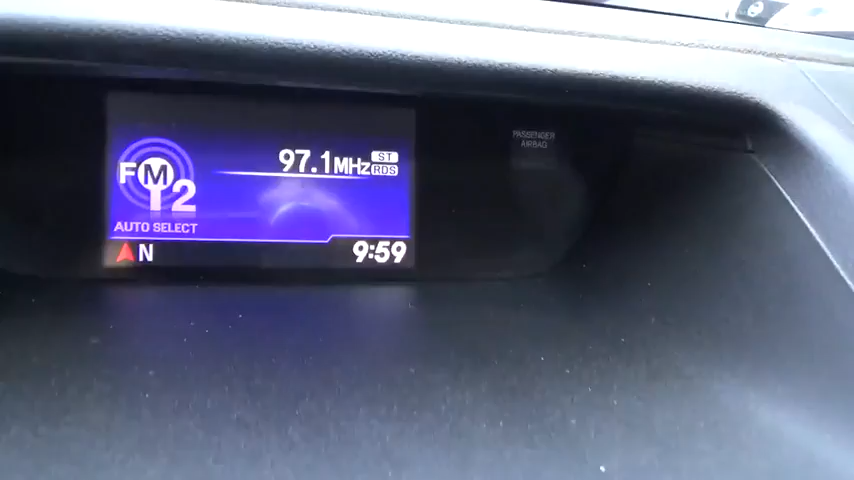 FM2
97.1MHz
ST
RDS
AUTO SELECT
N
9:59
PASSENGER
AIRBAG